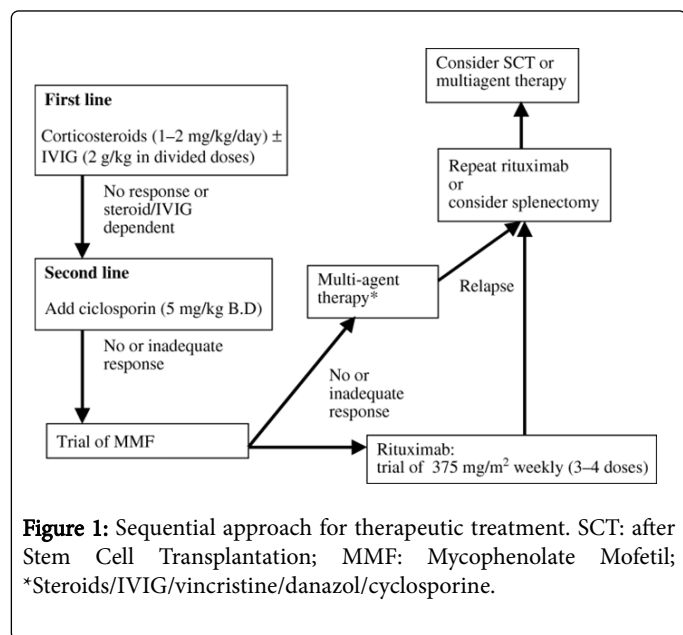 First line
Corticosteroids (1–2 mg/kg/day) ±
IVIG (2 g/kg in divided doses)
No response or
steroid/IVIG
dependent
Second line
Add ciclosporin (5 mg/kg B.D)
No or inadequate
response
Trial of MMF
No or
inadequate
response
Multi-agent
therapy*
Rituximab:
trial of 375 mg/m² weekly (3–4 doses)
Relapse
Repeat rituximab
or
consider splenectomy
Consider SCT or
multiagent therapy
Figure 1: Sequential approach for therapeutic treatment. SCT: after
Stem Cell Transplantation; MMF: Mycophenolate Mofetil;
*Steroids/IVIG/vincristine/danazol/cyclosporine.